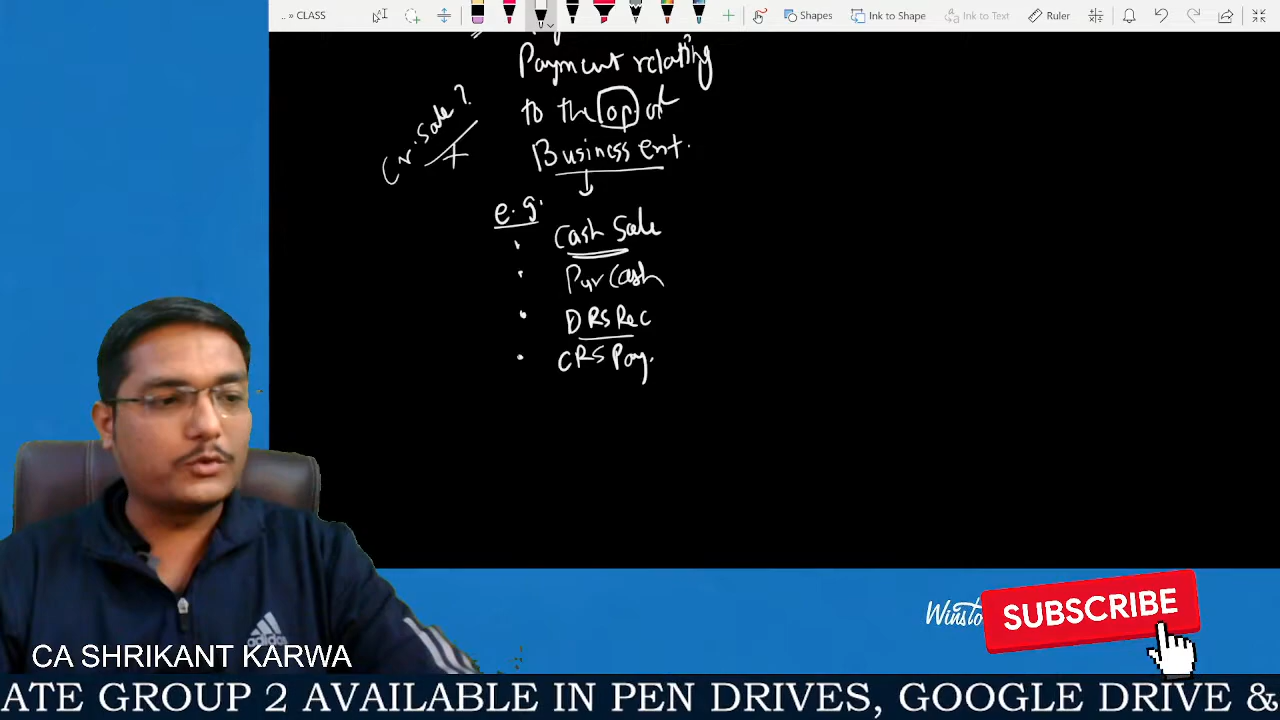 .. » CLASS
Shapes
Ink to Shape
Ink to Text
Ruler
Payment relating
to the op of
Business ent.
Cr. Sale ?
e.g.
Cash Sale
Pur Cash
DRS Rec
CRS Pay.
adidas
Winsto
SUBSCRIBE
CA SHRIKANT KARWA
ATE GROUP 2 AVAILABLE IN PEN DRIVES, GOOGLE DRIVE &